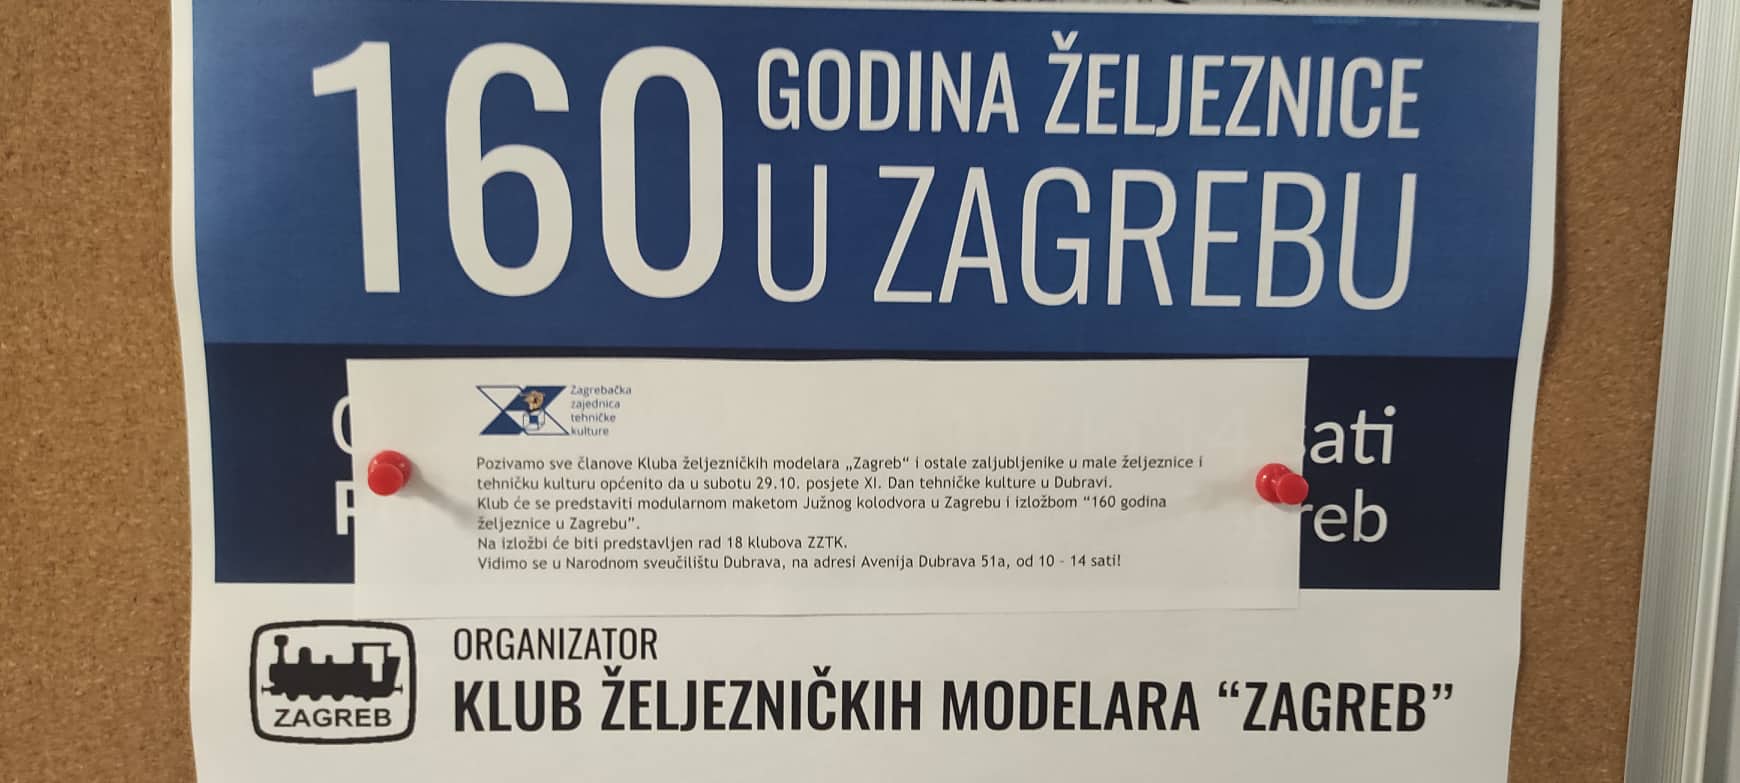 160 GODINA ŽELJEZNICE
U ZAGREBU
Zagrebačka
zajednica
tehničke
kulture
Pozivamo sve članove Kluba željezničkih modelara „Zagreb“ i ostale zaljubljenike u male željeznice i
tehničku kulturu općenito da u subotu 29.10. posjete XI. Dan tehničke kulture u Dubravi.
Klub će se predstaviti modularnom maketom Južnog kolodvora u Zagrebu i izložbom “160 godina
željeznice u Zagrebu”.
Na izložbi će biti predstavljen rad 18 klubova ZZTK.
Vidimo se u Narodnom sveučilištu Dubrava, na adresi Avenija Dubrava 51a, od 10 - 14 sati!
ZAGREB
ORGANIZATOR
KLUB ŽELJEZNIČKIH MODELARA “ZAGREB”